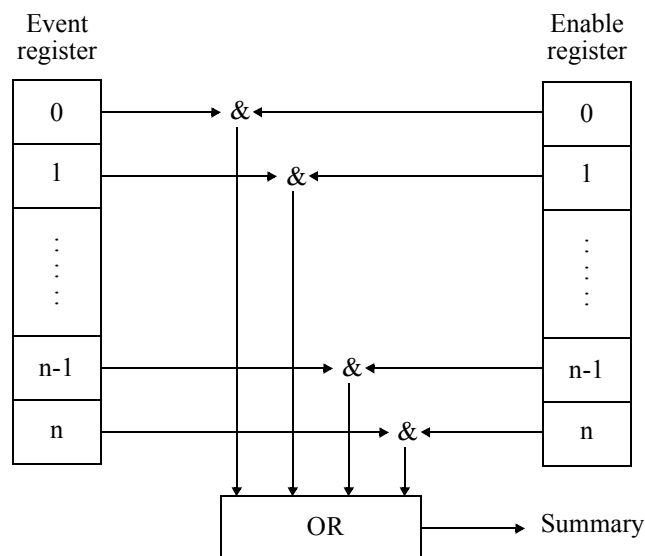 Event
register
Enable
register
0
&
0
1
&
1
. . . . . .
. . . . . .
n-1
&
n-1
n
&
n
OR
Summary